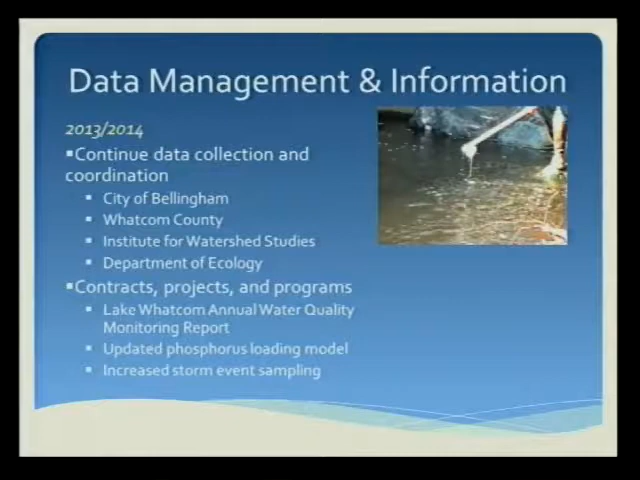 Data Management & Information
2013/2014
▪Continue data collection and
coordination
▪ City of Bellingham
▪ Whatcom County
▪ Institute for Watershed Studies
▪ Department of Ecology
▪Contracts, projects, and programs
▪ Lake Whatcom Annual Water Quality
Monitoring Report
▪ Updated phosphorus loading model
▪ Increased storm event sampling